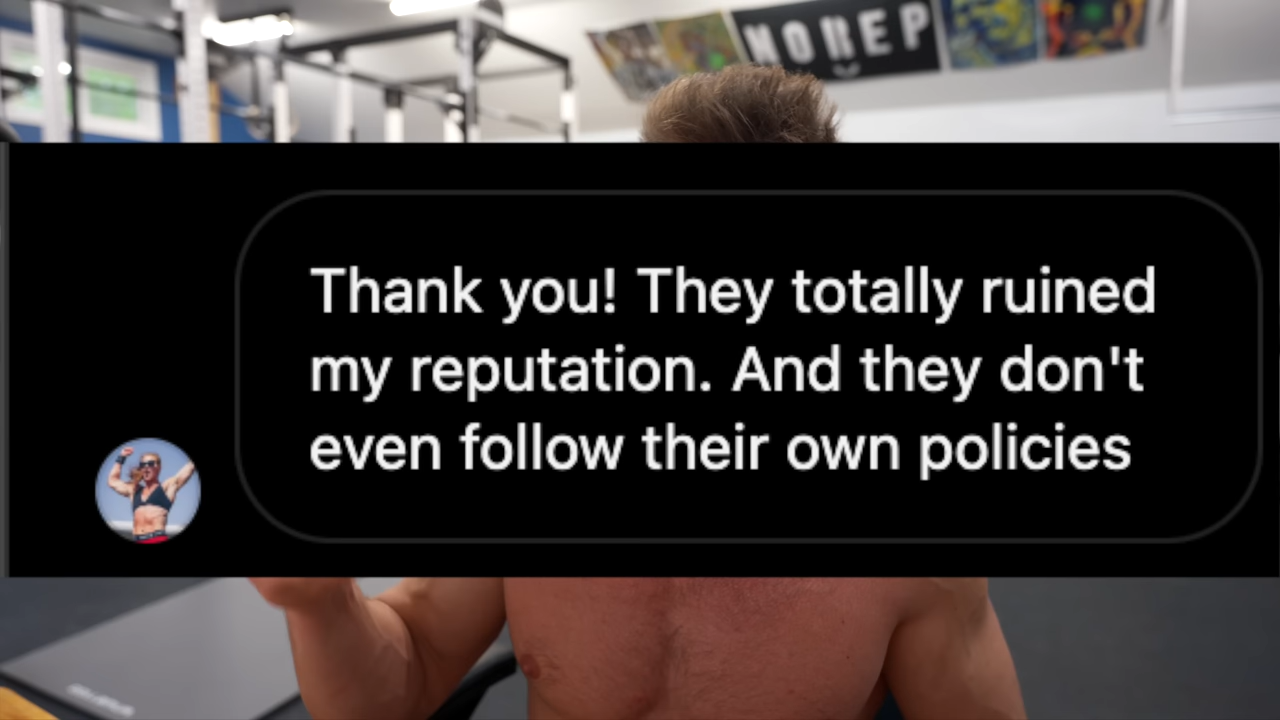 NOREP
Thank you! They totally ruined
my reputation. And they don't
even follow their own policies